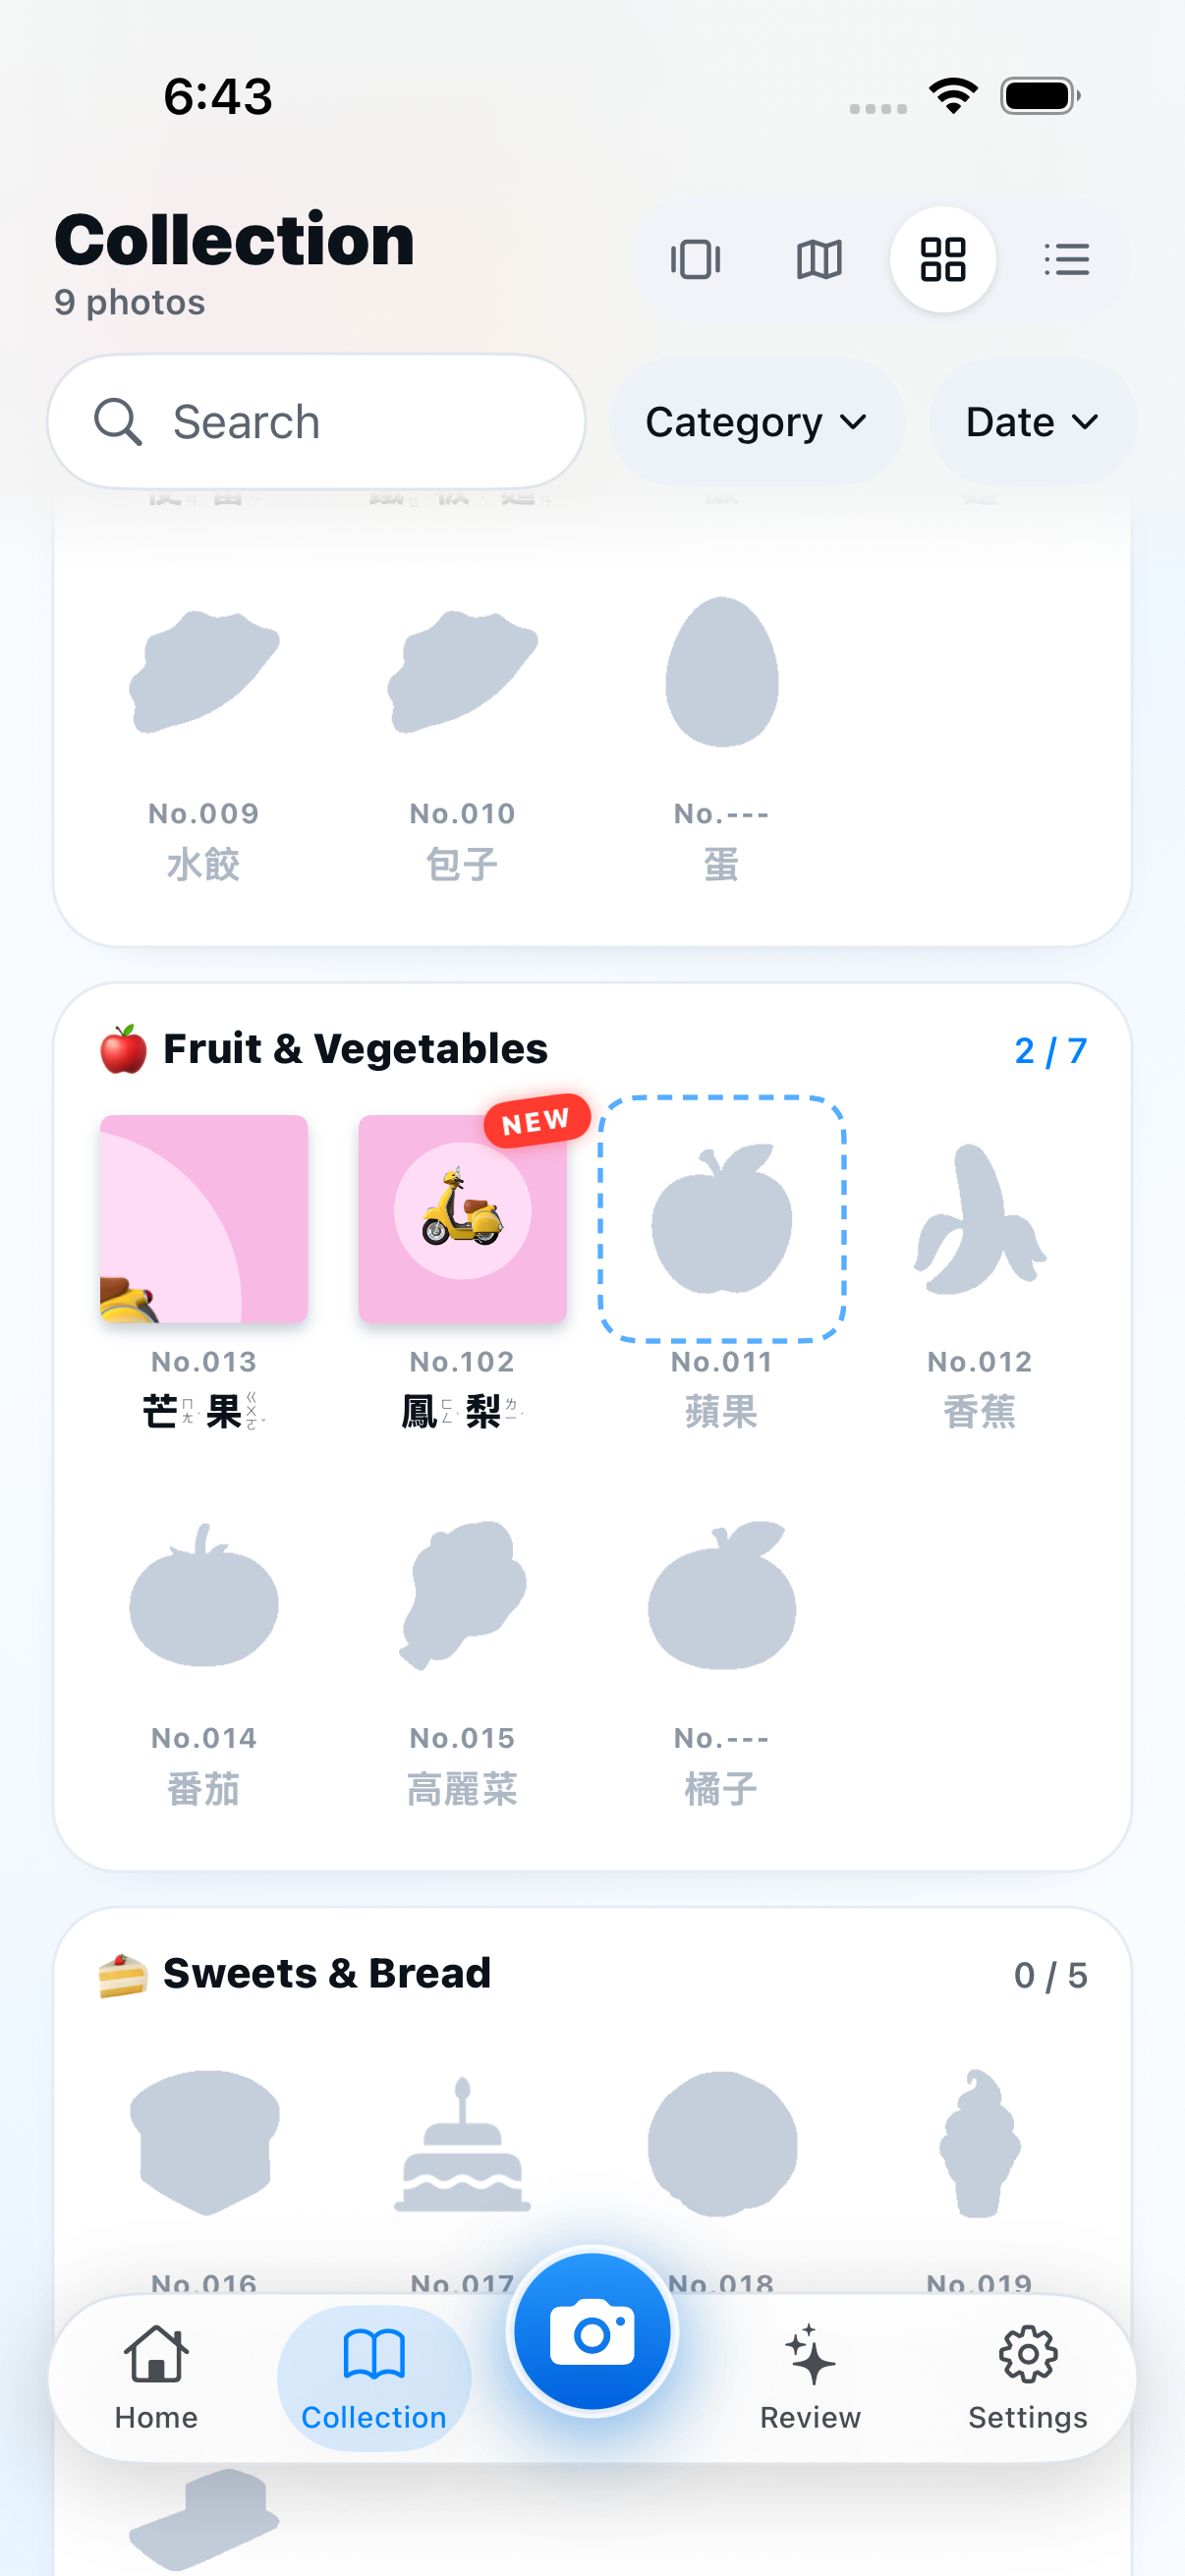 6:43
Collection
9 photos
Search
Category
Date
No.009
No.010
No.---
水餃
包子
蛋
Fruit & Vegetables
2 / 7
NEW
No.013
No.102
No.011
No.012
芒果
鳳梨
蘋果
香蕉
No.014
No.015
No.---
番茄
高麗菜
橘子
Sweets & Bread
0 / 5
No.016
No.017
No.018
No.019
Home
Collection
Review
Settings